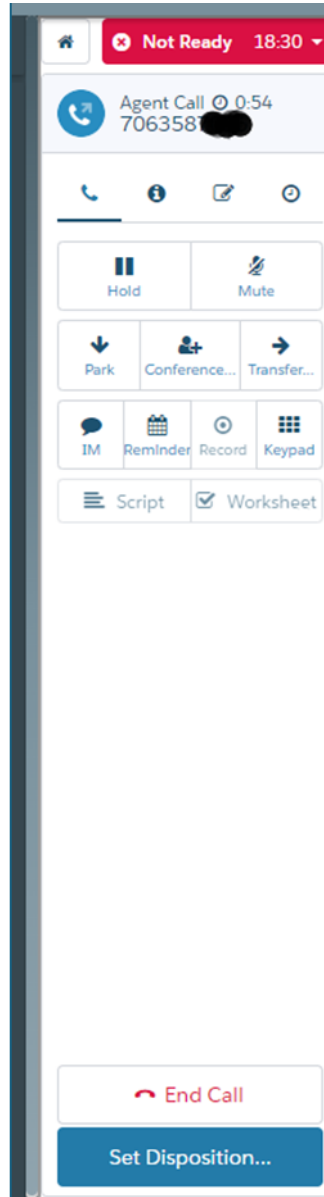 Not Ready 18:30
Agent Call 0:54
706358
Hold Mute
Park Conference... Transfer...
IM Reminder Record Keypad
Script Worksheet
End Call
Set Disposition...